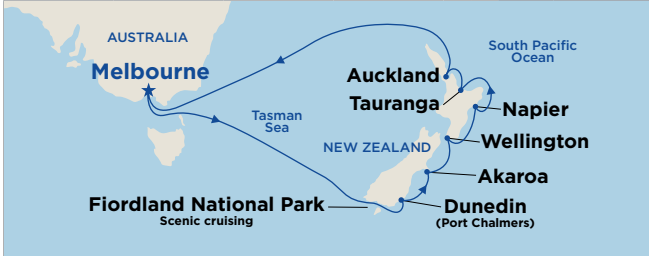 AUSTRALIA
Melbourne
South Pacific
Ocean
Auckland
Tauranga
Napier
Tasman
Sea
NEW ZEALAND
Wellington
Akaroa
Fiordland National Park
Scenic cruising
Dunedin
(Port Chalmers)